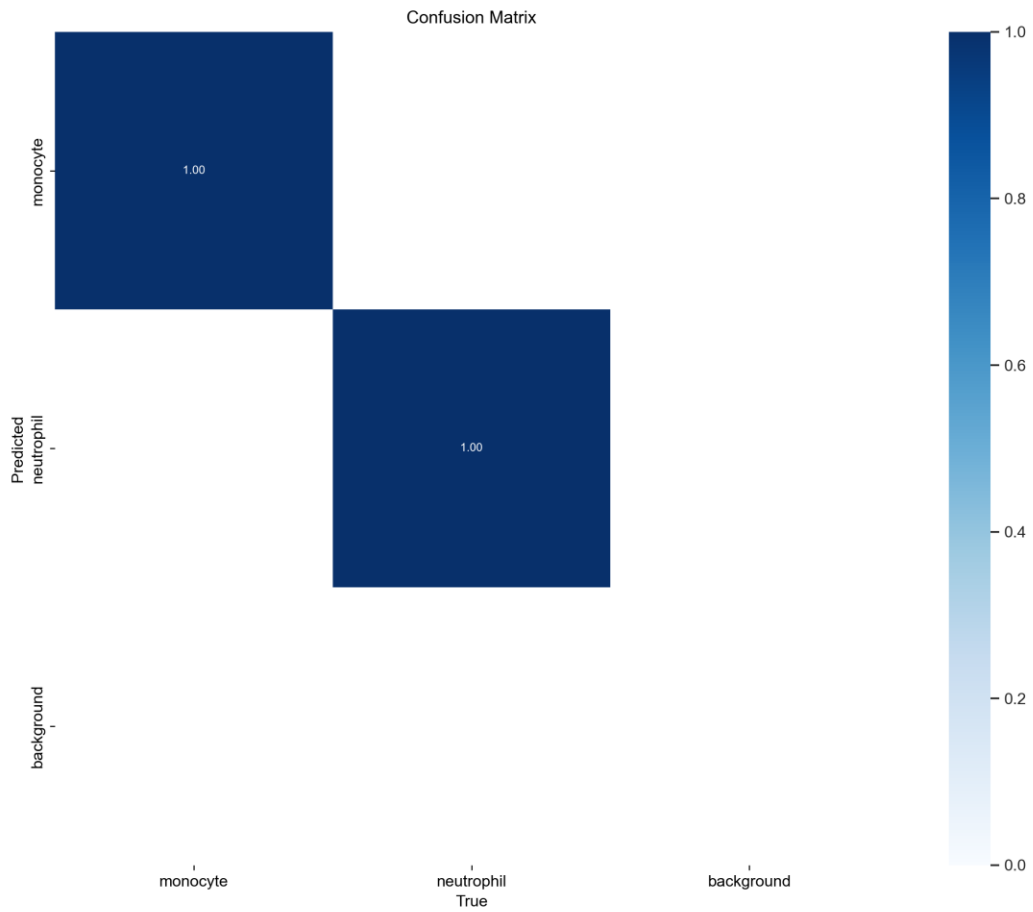 Confusion Matrix
monocyte
1.00
Predicted
neutrophil
1.00
background
monocyte
neutrophil
background
True
1.0
0.8
0.6
0.4
0.2
0.0